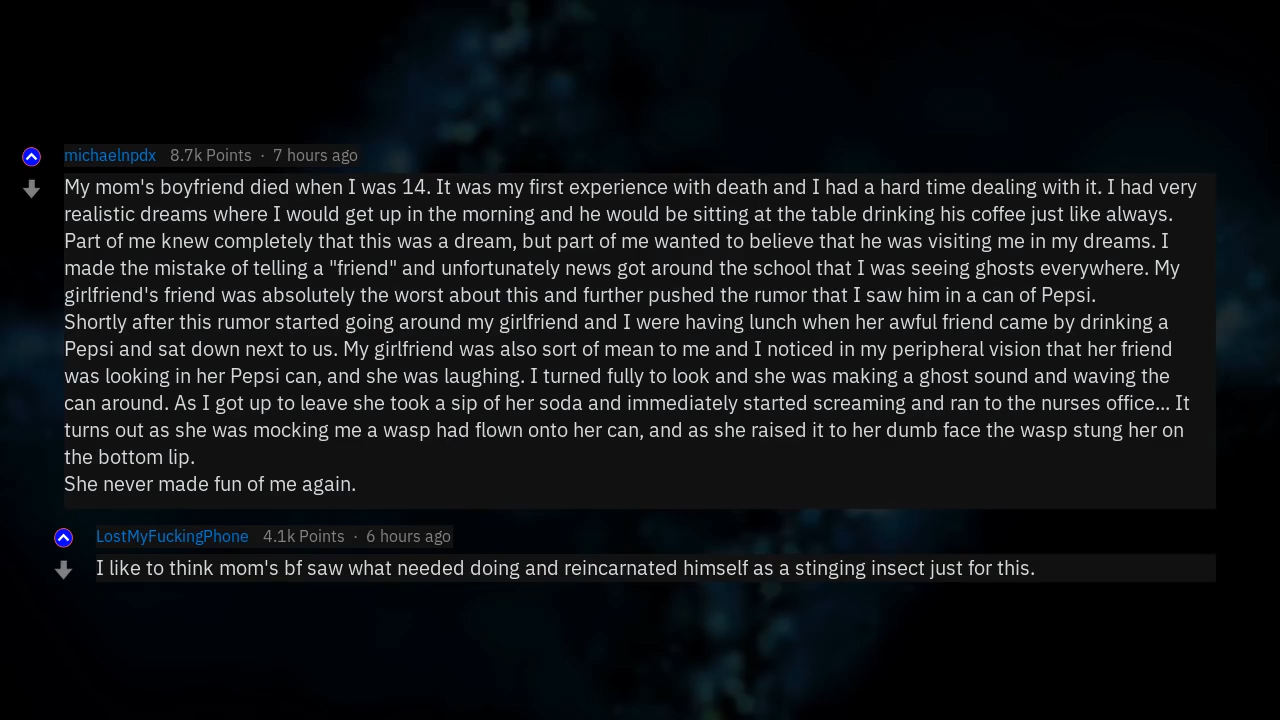 michaelnpdx 8.7k Points · 7 hours ago
My mom's boyfriend died when I was 14. It was my first experience with death and I had a hard time dealing with it. I had very
realistic dreams where I would get up in the morning and he would be sitting at the table drinking his coffee just like always.
Part of me knew completely that this was a dream, but part of me wanted to believe that he was visiting me in my dreams. I
made the mistake of telling a "friend" and unfortunately news got around the school that I was seeing ghosts everywhere. My
girlfriend's friend was absolutely the worst about this and further pushed the rumor that I saw him in a can of Pepsi.
Shortly after this rumor started going around my girlfriend and I were having lunch when her awful friend came by drinking a
Pepsi and sat down next to us. My girlfriend was also sort of mean to me and I noticed in my peripheral vision that her friend
was looking in her Pepsi can, and she was laughing. I turned fully to look and she was making a ghost sound and waving the
can around. As I got up to leave she took a sip of her soda and immediately started screaming and ran to the nurses office... It
turns out as she was mocking me a wasp had flown onto her can, and as she raised it to her dumb face the wasp stung her on
the bottom lip.
She never made fun of me again.
LostMyFuckingPhone 4.1k Points · 6 hours ago
I like to think mom's bf saw what needed doing and reincarnated himself as a stinging insect just for this.